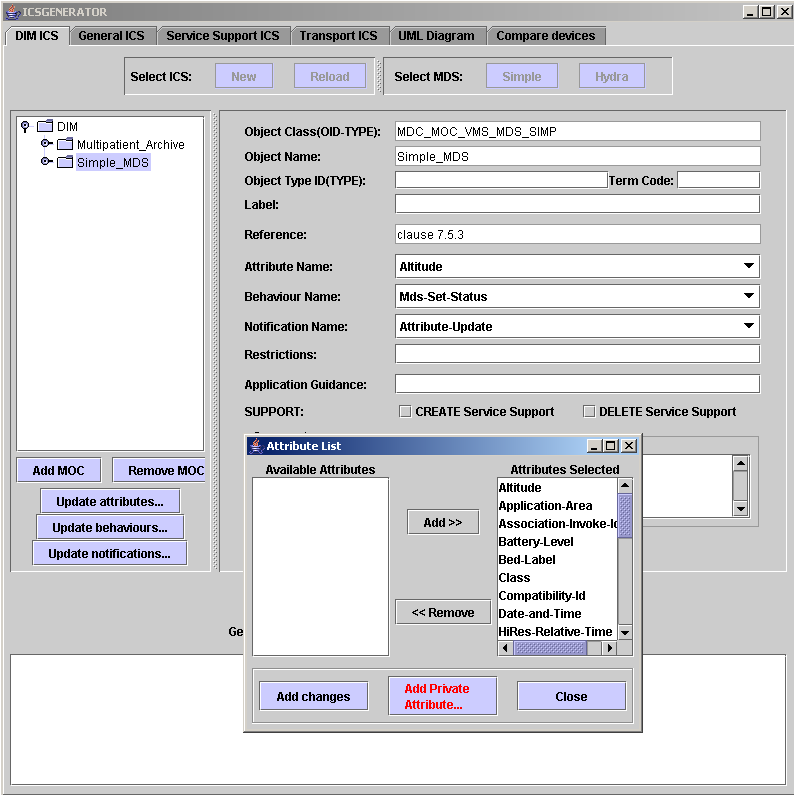 ICSGENERATOR
DIM ICS General ICS Service Support ICS Transport ICS UML Diagram Compare devices
Select ICS: New Reload Select MDS: Simple Hydra
DIM
Multipatient_Archive
Simple_MDS
Add MOC Remove MOC
Update attributes...
Update behaviours...
Update notifications...
Object Class(OID-TYPE): MDC_MOC_VMS_MDS_SIMP
Object Name: Simple_MDS
Object Type ID(TYPE): Term Code:
Label:
Reference: clause 7.5.3
Attribute Name: Altitude
Behaviour Name: Mds-Set-Status
Notification Name: Attribute-Update
Restrictions:
Application Guidance:
SUPPORT: CREATE Service Support DELETE Service Support
Attribute List
Available Attributes Attributes Selected
Altitude
Application-Area
Association-Invoke-Id
Battery-Level
Bed-Label
Class
Compatibility-Id
Date-and-Time
HiRes-Relative-Time
Add >>
<< Remove
Add changes Add Private Attribute... Close